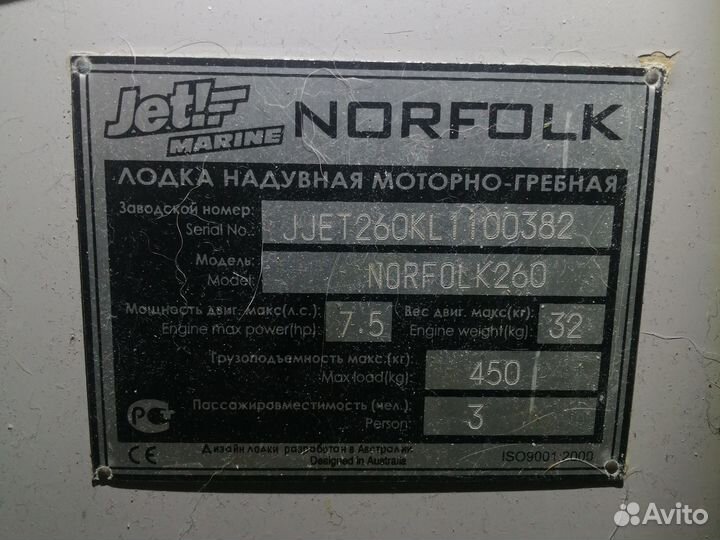 Jet!
MARINE
NORFOLK
ЛОДКА НАДУВНАЯ МОТОРНО-ГРЕБНАЯ
Заводской номер:
Serial No.:
JJET260KL1100382
Модель:
Model:
NORFOLK260
Мощность двиг. макс(л.с.):
Engine max power(hp):
7.5
Вес двиг. макс(кг):
Engine weight(kg):
32
Грузоподъемность макс.(кг):
Max.load(kg):
450
Пассажировместимость (чел.)
Person:
3
РСТ
CE
Дизайн лодки разработан в Австралии
Designed in Australia
ISO9001:2000
Avito